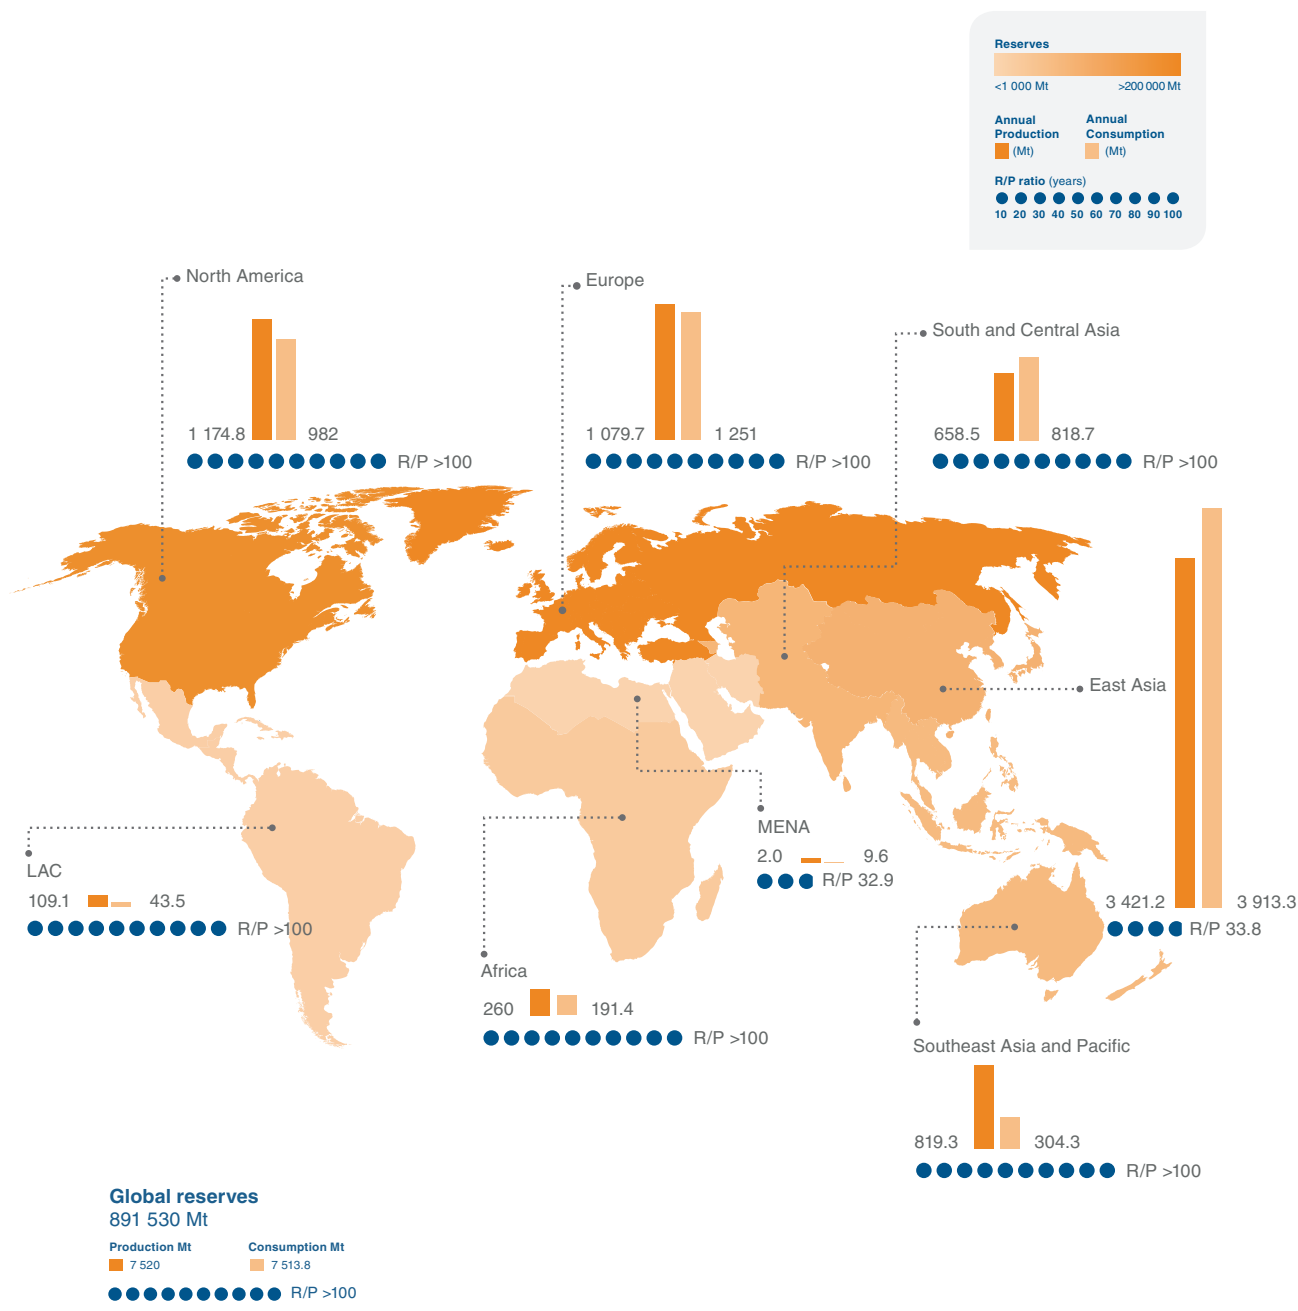 Reserves
<1 000 Mt >200 000 Mt
Annual Production
(Mt)
Annual Consumption
(Mt)
R/P ratio (years)
10 20 30 40 50 60 70 80 90 100
North America
1 174.8 982
R/P >100
Europe
1 079.7 1 251
R/P >100
South and Central Asia
658.5 818.7
R/P >100
East Asia
3 421.2 3 913.3
R/P 33.8
MENA
2.0 9.6
R/P 32.9
LAC
109.1 43.5
R/P >100
Africa
260 191.4
R/P >100
Southeast Asia and Pacific
819.3 304.3
R/P >100
Global reserves
891 530 Mt
Production Mt Consumption Mt
7 520 7 513.8
R/P >100